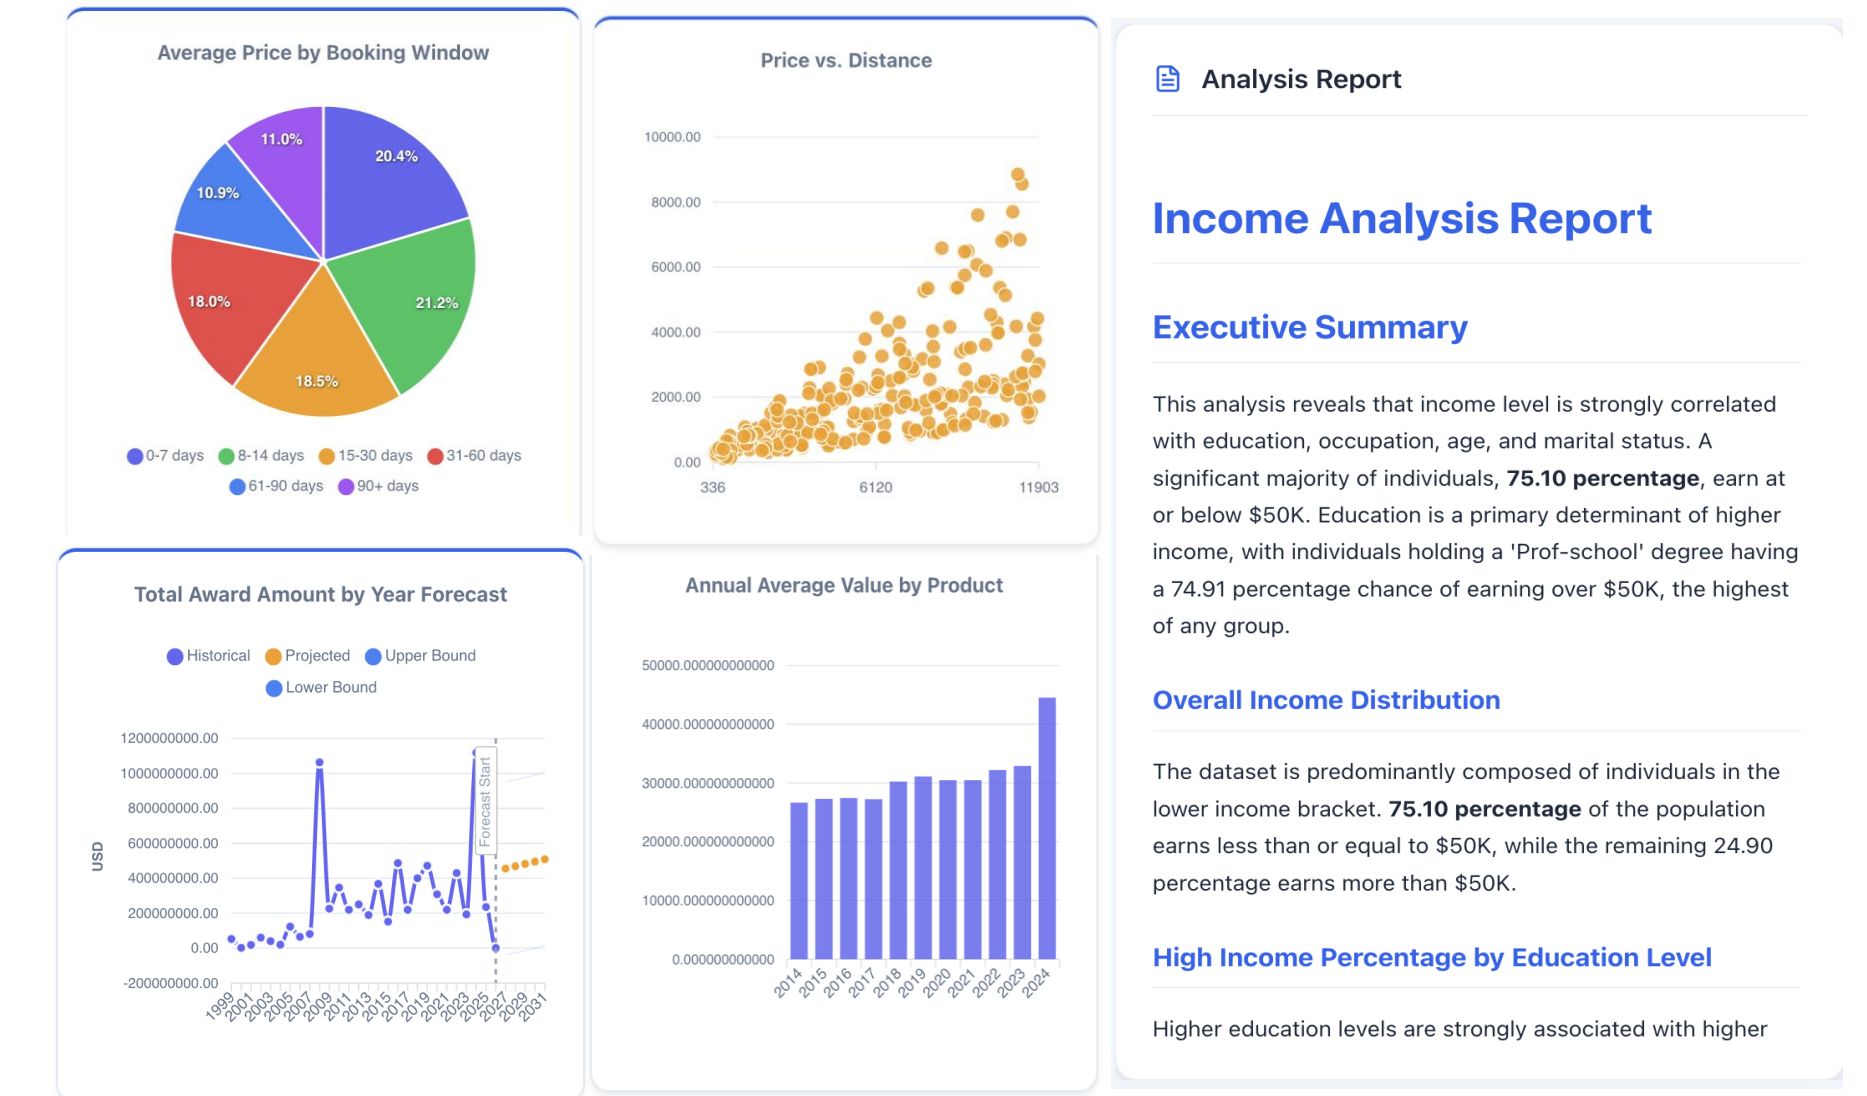 Average Price by Booking Window
11.0%
20.4%
10.9%
18.0%
21.2%
18.5%
0-7 days 8-14 days 15-30 days 31-60 days
61-90 days 90+ days
Price vs. Distance
10000.00
8000.00
6000.00
4000.00
2000.00
0.00
336 6120 11903
Total Award Amount by Year Forecast
Historical Projected Upper Bound
Lower Bound
USD
1200000000.00
1000000000.00
800000000.00
600000000.00
400000000.00
200000000.00
0.00
-200000000.00
Forecast Start
1999 2001 2003 2005 2007 2009 2011 2013 2015 2017 2019 2021 2023 2025 2027 2029 2031
Annual Average Value by Product
50000.000000000000
40000.000000000000
30000.000000000000
20000.000000000000
10000.000000000000
0.000000000000
2014 2015 2016 2017 2018 2019 2020 2021 2022 2023 2024
Analysis Report
Income Analysis Report
Executive Summary
This analysis reveals that income level is strongly correlated
with education, occupation, age, and marital status. A
significant majority of individuals, 75.10 percentage, earn at
or below $50K. Education is a primary determinant of higher
income, with individuals holding a 'Prof-school' degree having
a 74.91 percentage chance of earning over $50K, the highest
of any group.
Overall Income Distribution
The dataset is predominantly composed of individuals in the
lower income bracket. 75.10 percentage of the population
earns less than or equal to $50K, while the remaining 24.90
percentage earns more than $50K.
High Income Percentage by Education Level
Higher education levels are strongly associated with higher